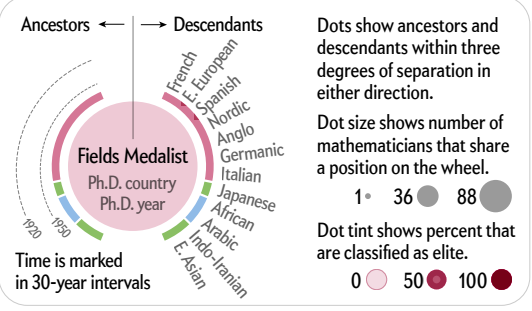 Ancestors
Descendants
French
E. European
Spanish
Nordic
Anglo
Germanic
Italian
Japanese
African
Arabic
Indo-Iranian
E. Asian
Fields Medalist
Ph.D. country
Ph.D. year
1920
1950
Time is marked
in 30-year intervals
Dots show ancestors and
descendants within three
degrees of separation in
either direction.
Dot size shows number of
mathematicians that share
a position on the wheel.
1 36 88
Dot tint shows percent that
are classified as elite.
0 50 100